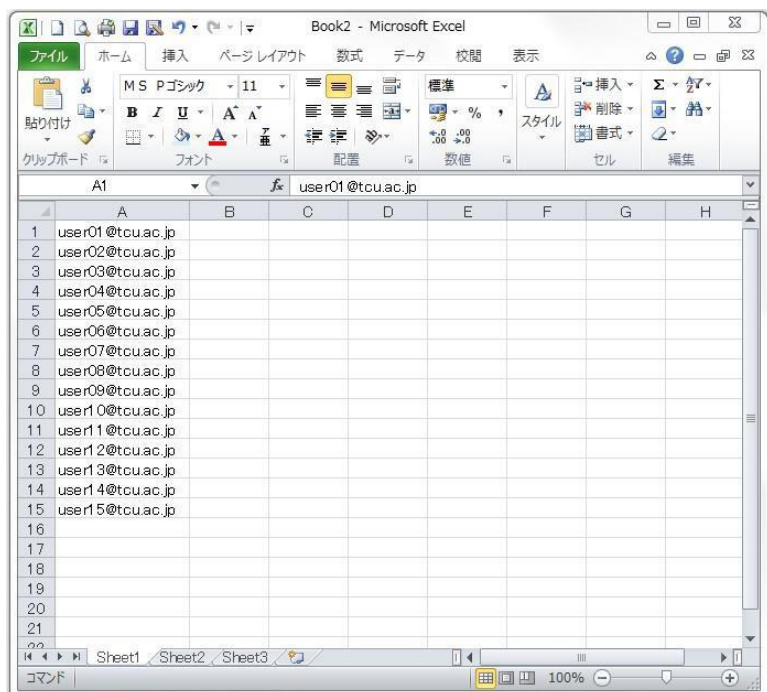 Book2 - Microsoft Excel
ファイル ホーム 挿入 ページ レイアウト 数式 データ 校閲 表示
貼り付け
クリップボード
MS Pゴシック 11
B I U A A
フォント
配置
標準
% ,
数値
A
スタイル
挿入
削除
書式
セル
Σ
編集
A1 fx user01@tcu.ac.jp
A B C D E F G H
1 user01@tcu.ac.jp
2 user02@tcu.ac.jp
3 user03@tcu.ac.jp
4 user04@tcu.ac.jp
5 user05@tcu.ac.jp
6 user06@tcu.ac.jp
7 user07@tcu.ac.jp
8 user08@tcu.ac.jp
9 user09@tcu.ac.jp
10 user10@tcu.ac.jp
11 user11@tcu.ac.jp
12 user12@tcu.ac.jp
13 user13@tcu.ac.jp
14 user14@tcu.ac.jp
15 user15@tcu.ac.jp
16
17
18
19
20
21
22
Sheet1 Sheet2 Sheet3
コマンド 100%